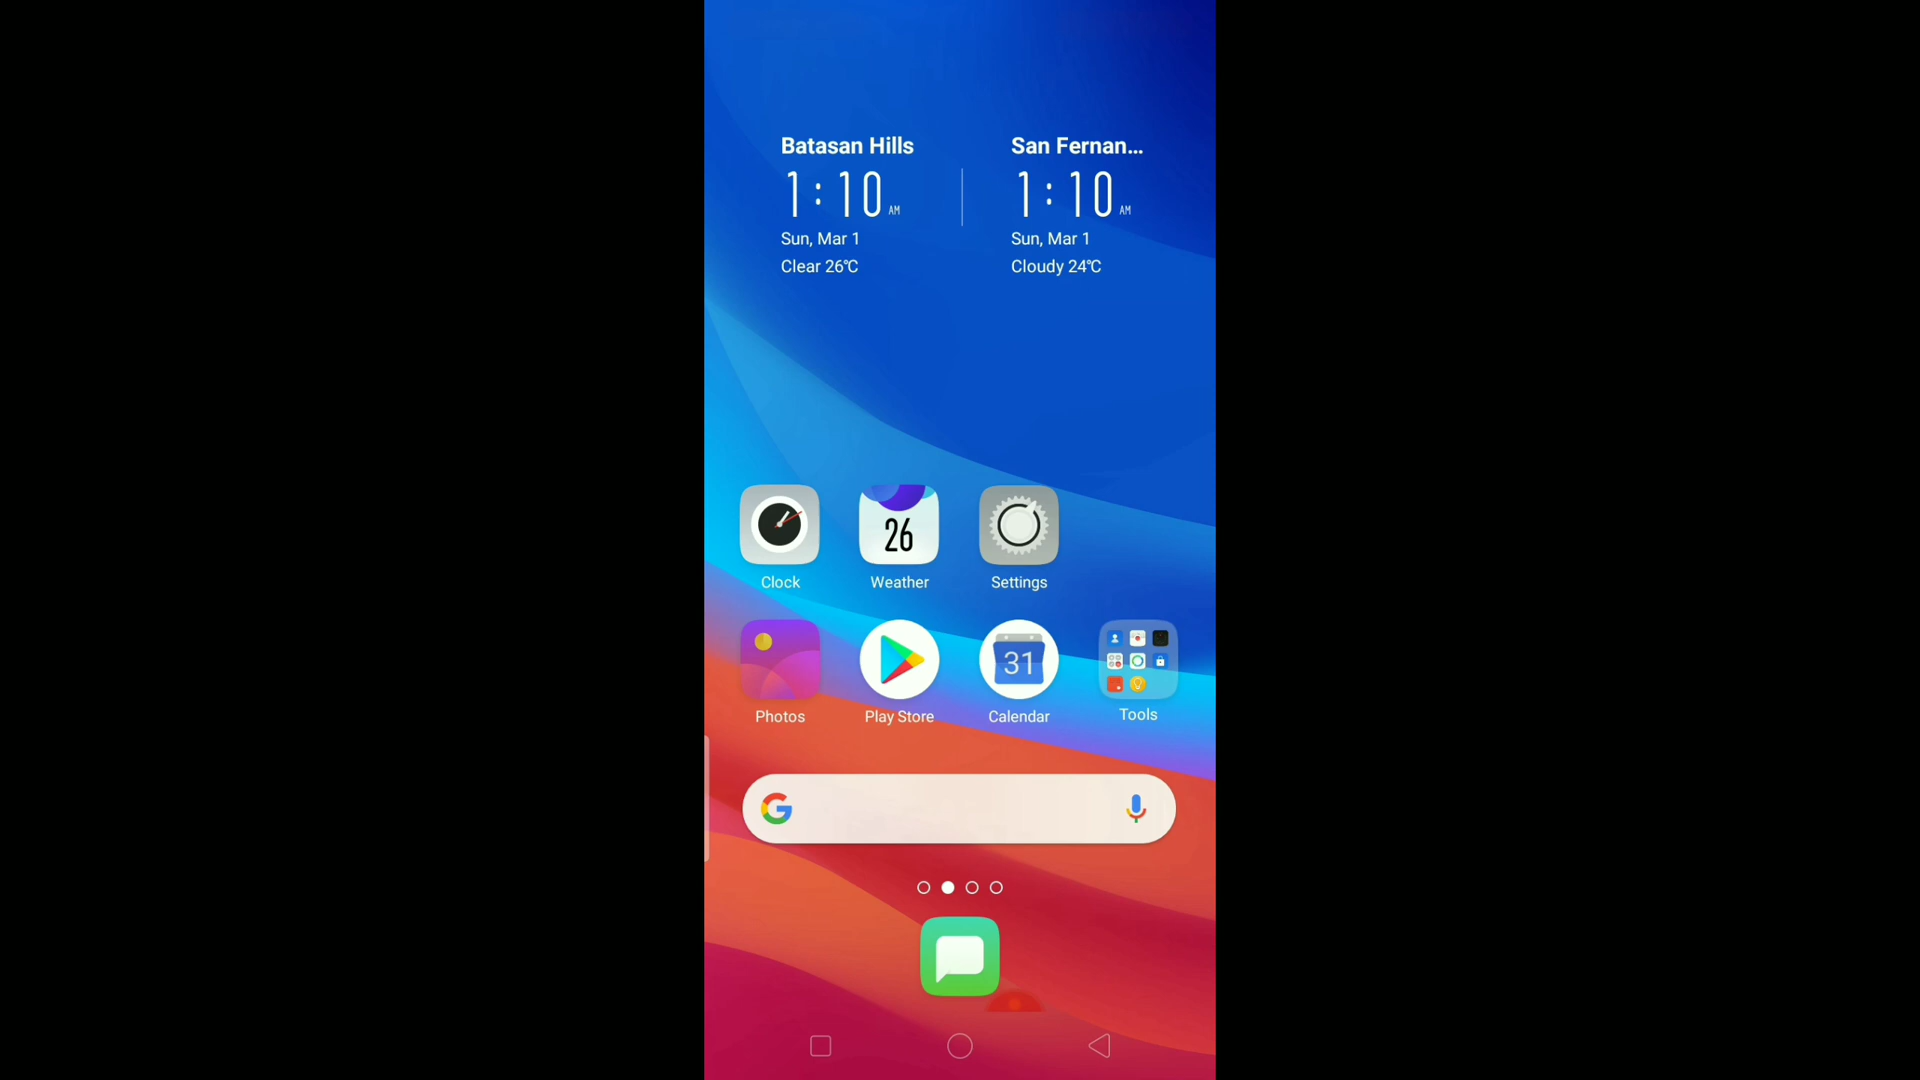 Batasan Hills
1:10 AM
Sun, Mar 1
Clear 26℃
San Fernan...
1:10 AM
Sun, Mar 1
Cloudy 24℃
26
Clock
Weather
Settings
31
Photos
Play Store
Calendar
Tools
G